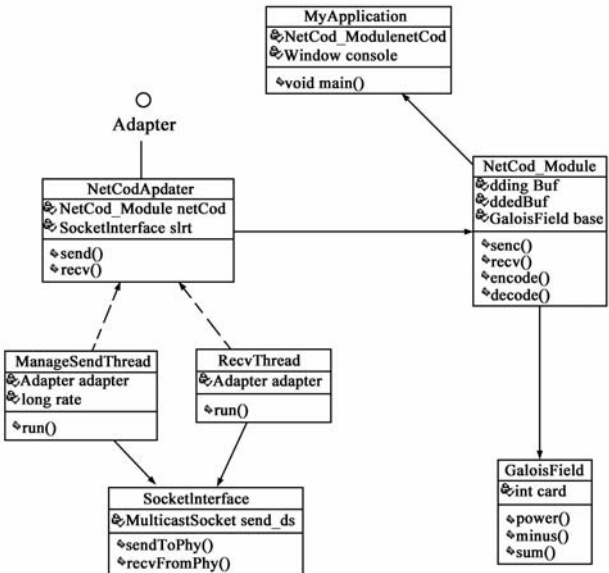 MyApplication
NetCod_ModulenetCod
Window console
void main()
Adapter
NetCodApdater
NetCod_Module netCod
SocketInterface slrt
send()
recv()
NetCod_Module
dding Buf
ddedBuf
GaloisField base
senc()
recv()
encode()
decode()
ManageSendThread
Adapter adapter
long rate
run()
RecvThread
Adapter adapter
run()
SocketInterface
MulticastSocket send_ds
sendToPhy()
recvFromPhy()
GaloisField
int card
power()
minus()
sum()